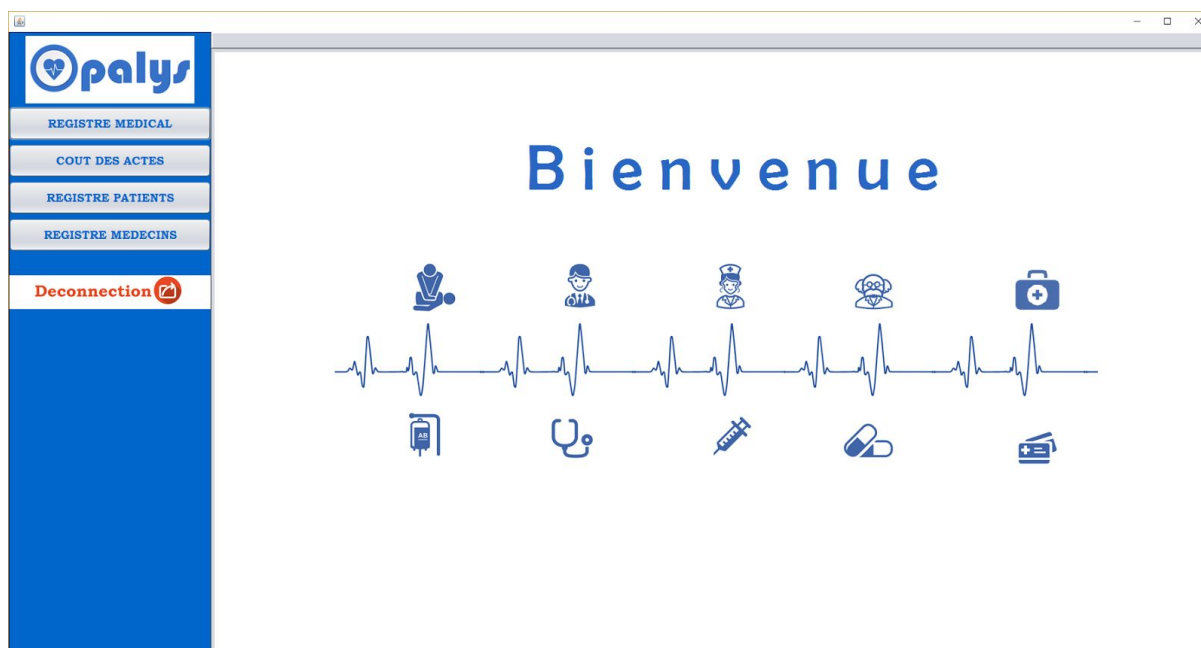 Opalys
REGISTRE MEDICAL
COUT DES ACTES
REGISTRE PATIENTS
REGISTRE MEDECINS
Deconnection
Bienvenue
AB